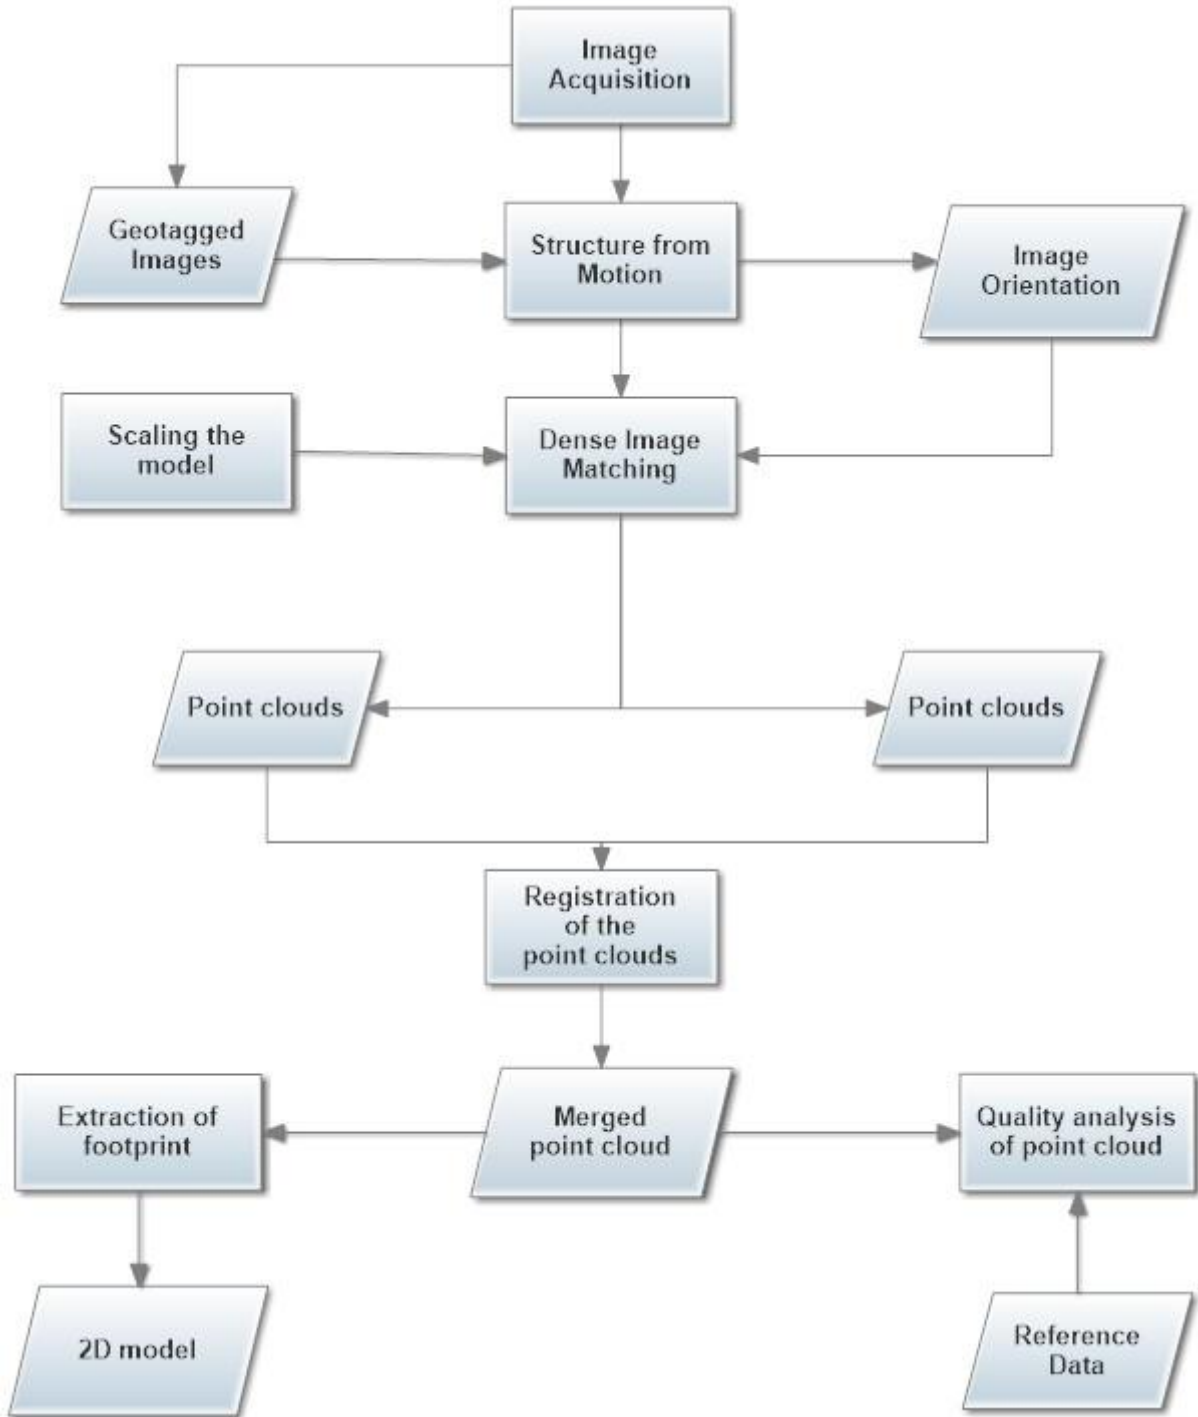 Image
Acquisition
Geotagged
Images
Structure from
Motion
Image
Orientation
Scaling the
model
Dense Image
Matching
Point clouds
Point clouds
Registration
of the
point clouds
Extraction of
footprint
Merged
point cloud
Quality analysis
of point cloud
2D model
Reference
Data